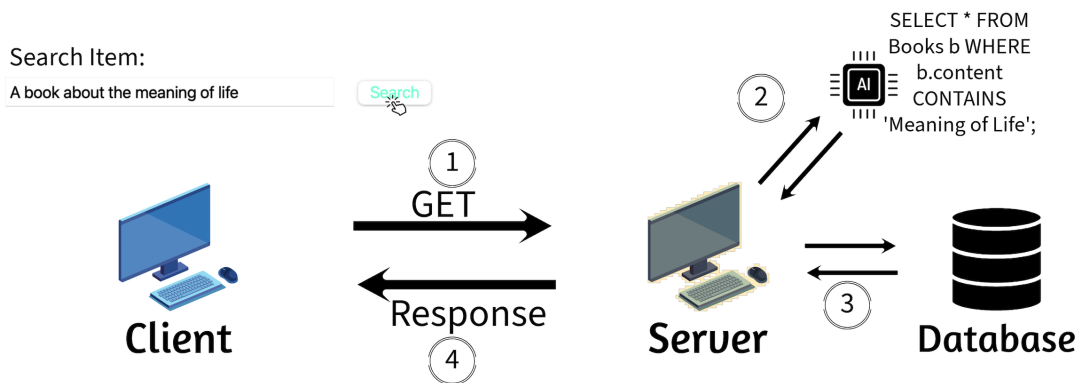 Search Item:
A book about the meaning of life
Search
1
GET
Response
4
Client
2
AI
SELECT * FROM
Books b WHERE
b.content
CONTAINS
'Meaning of Life';
3
Server
Database